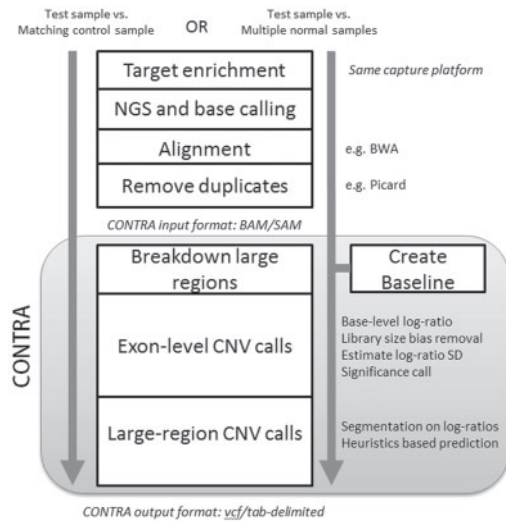 Test sample vs.
Matching control sample
OR
Test sample vs.
Multiple normal samples
Target enrichment
Same capture platform
NGS and base calling
Alignment
e.g. BWA
Remove duplicates
e.g. Picard
CONTRA input format: BAM/SAM
CONTRA
Breakdown large
regions
Create
Baseline
Exon-level CNV calls
Base-level log-ratio
Library size bias removal
Estimate log-ratio SD
Significance call
Large-region CNV calls
Segmentation on log-ratios
Heuristics based prediction
CONTRA output format: vcf/tab-delimited